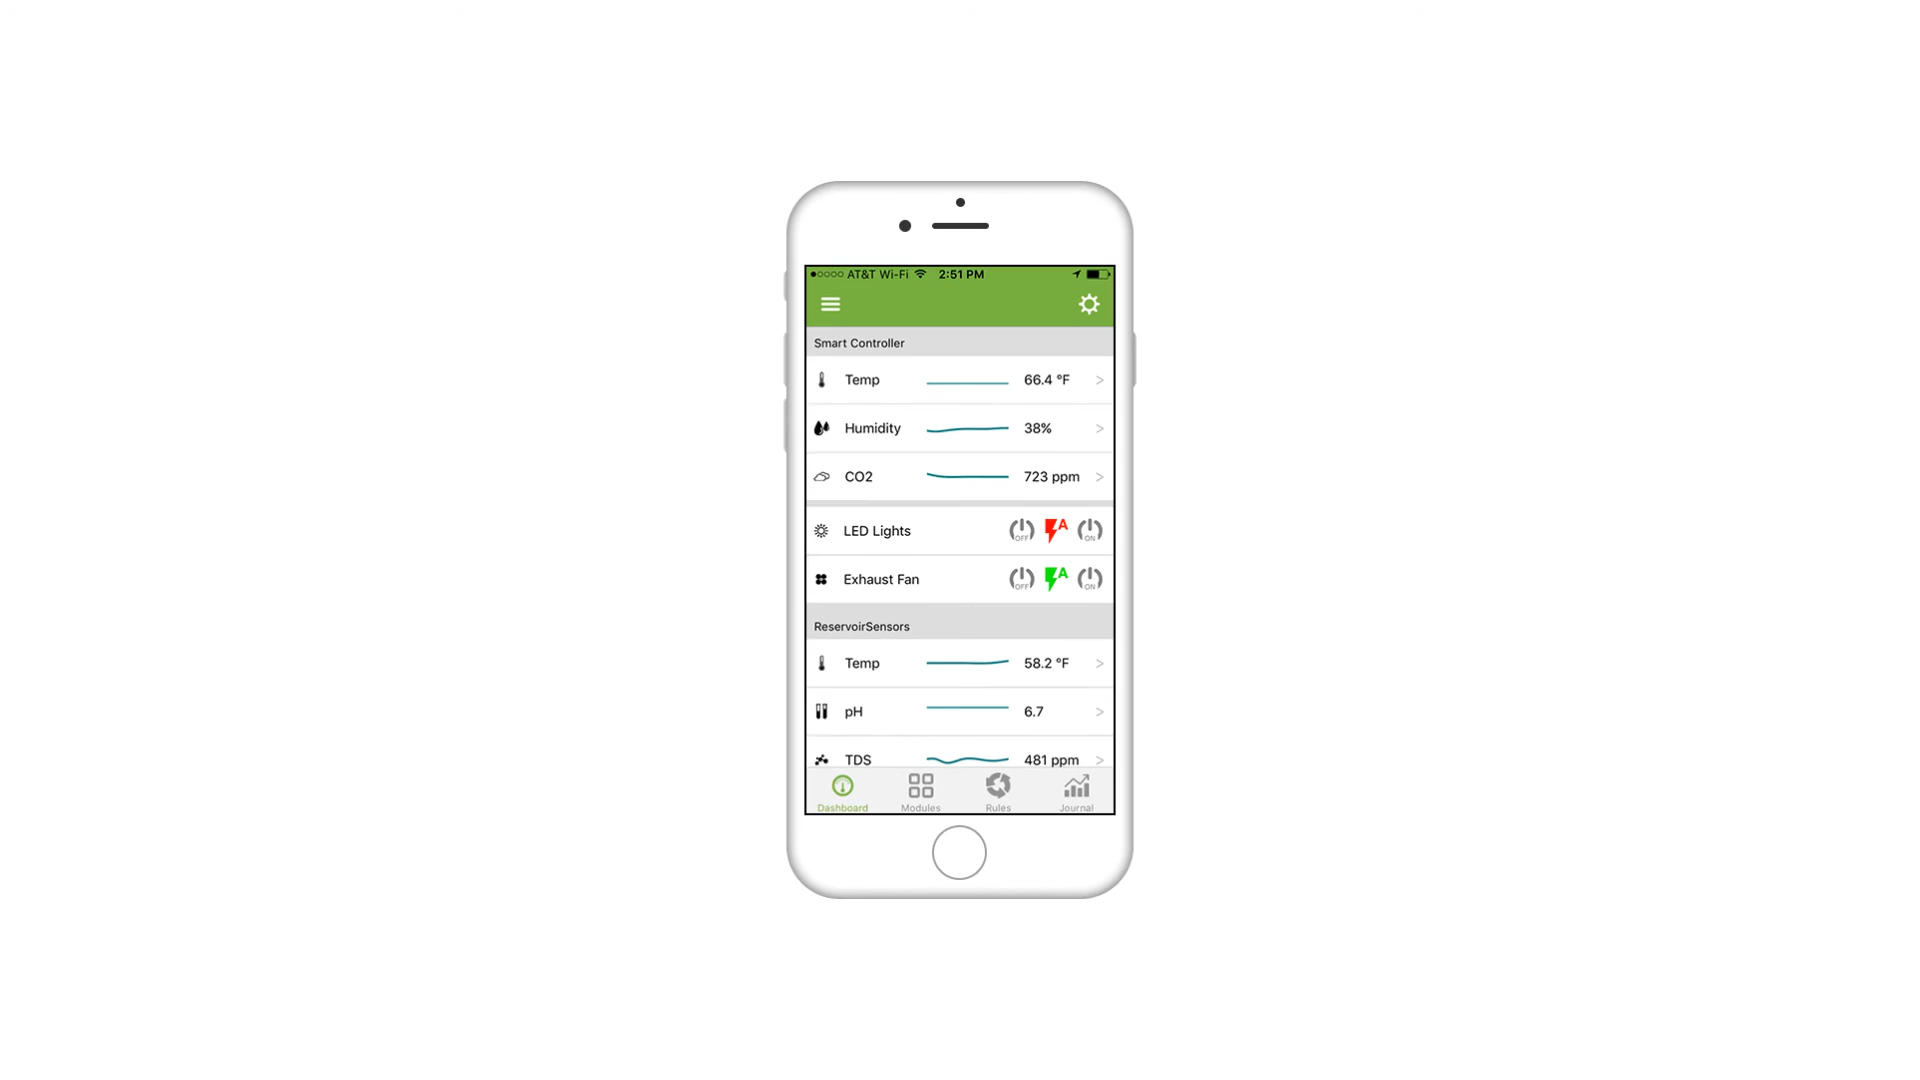 AT&T Wi-Fi 2:51 PM
Smart Controller
Temp 66.4 °F >
Humidity 38% >
CO2 723 ppm >
LED Lights OFF A ON
Exhaust Fan OFF A ON
ReservoirSensors
Temp 58.2 °F >
pH 6.7 >
TDS 481 ppm >
Dashboard Modules Rules Journal